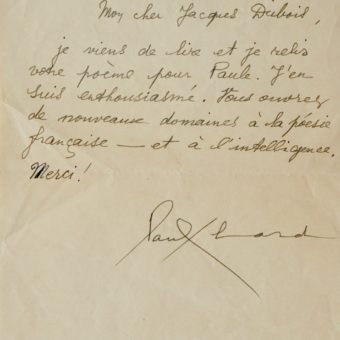 Mon cher Jacques Dubois,
je viens de lire et je relis
votre poème pour Paule. J'en
suis enthousiasmé. Vous ouvrez
de nouveaux domaines à la poésie
française — et à l'intelligence.
Merci!
Paul Eluard